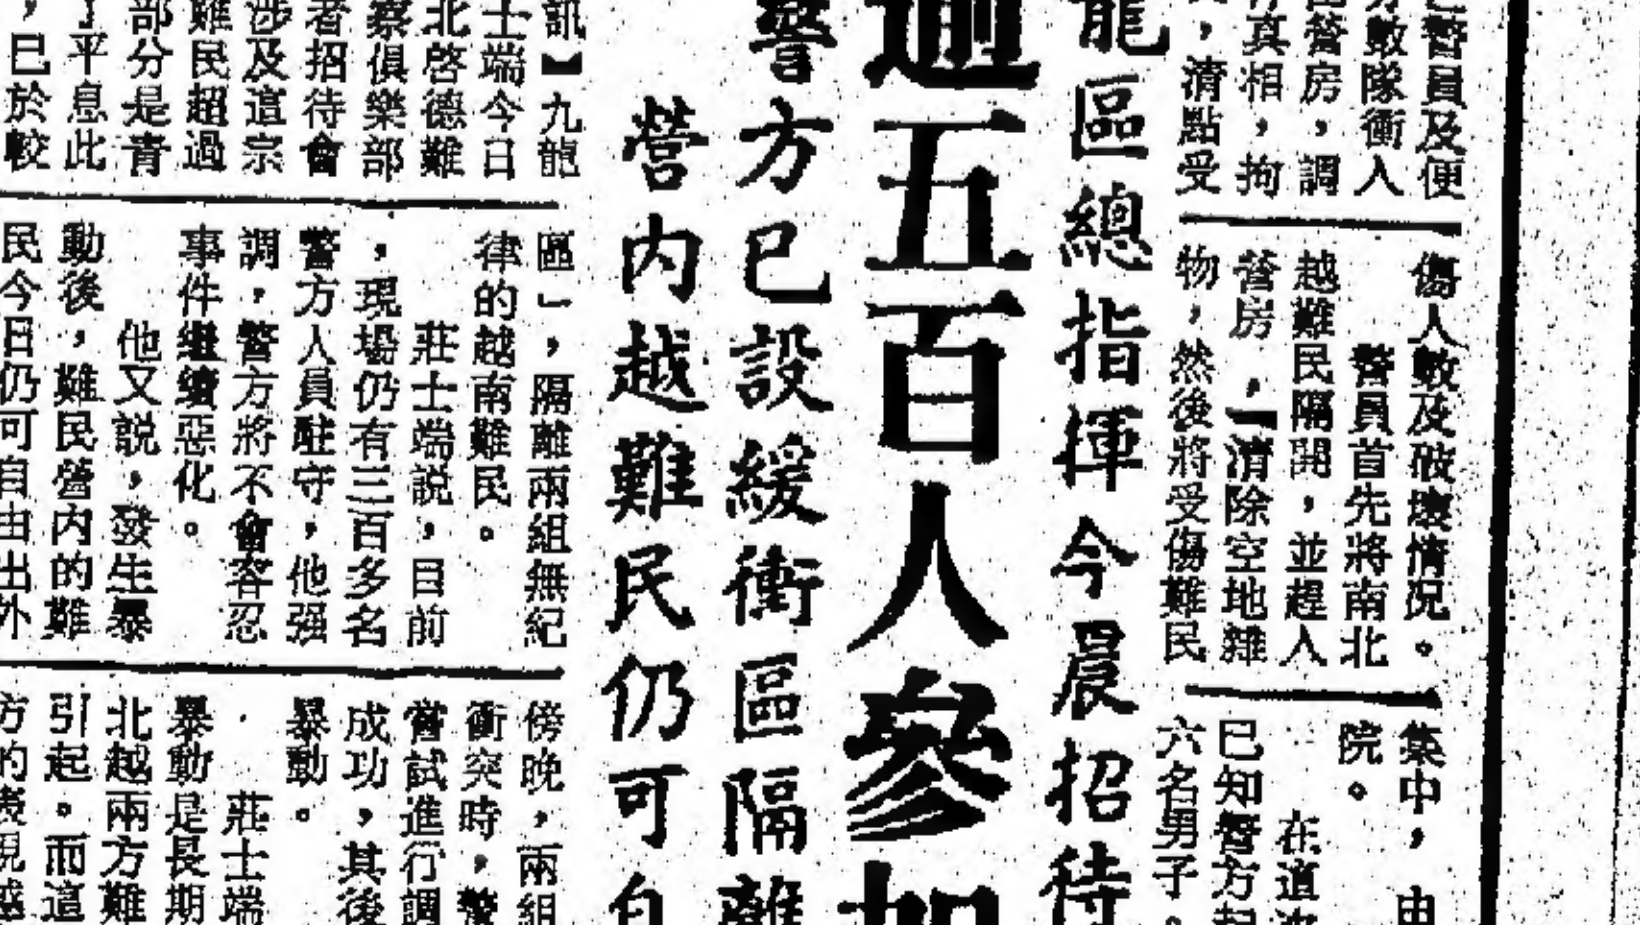 警員及便
數隊衝入
營房，調
真相，拘
，清點受
傷人數及破壞情況。
警員首先將南北
越難民隔開，並趕入
營房，清除空地雜
物，然後將受傷難民
集中，由
院。
在這次
已知警方
六名男子。
龍區總指揮今晨招待
逾五百人參加
警方已設緩衝區隔離
營內越難民仍可自
訊】九龍
士端今日
北啓德難
察俱樂部
者招待會
涉及這宗
難民超過
部分是青
」平息此
，已於較
區」，隔離兩組無紀
律的越南難民。
莊士端説，目前
，現場仍有三百多名
警方人員駐守，他强
調，警方將不會容忍
事件繼續惡化。
他又説，發生暴
動後，難民營內的難
民今日仍可自由出外
傍晚，兩組
衝突時，警
嘗試進行調
成功，其後
暴動。
莊士端
暴動是長期
北越兩方難
引起。而這
方的表現感